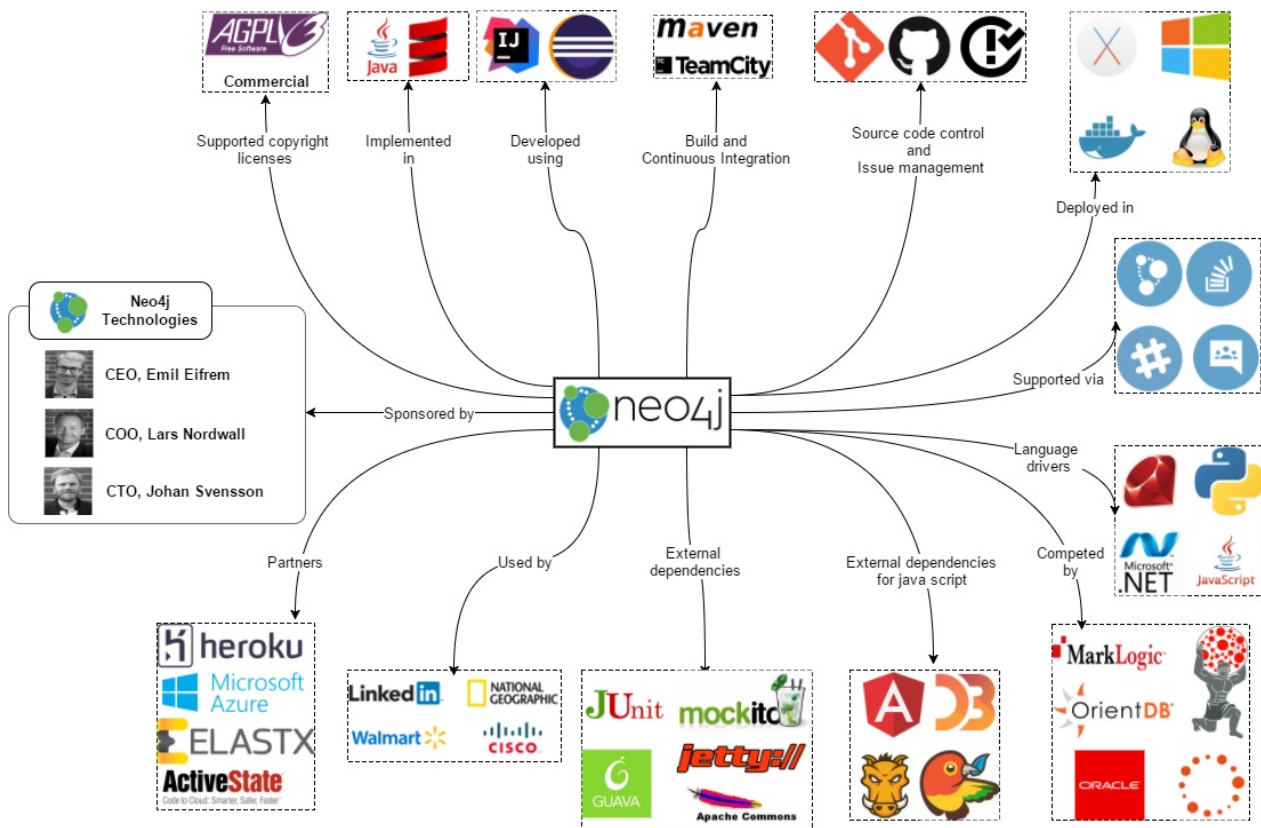 AGPL v3
Free Software
Commercial
Java
IJ
maven
TC TeamCity
Supported copyright
licenses
Implemented
in
Developed
using
Build and
Continuous Integration
Source code control
and
Issue management
Deployed in
Neo4j
Technologies
CEO, Emil Eifrem
COO, Lars Nordwall
CTO, Johan Svensson
Sponsored by
neo4j
Supported via
Language
drivers
Microsoft®
.NET
JavaScript
Partners
Used by
External
dependencies
External dependencies
for java script
Competed
by
heroku
Microsoft
Azure
ELASTX
ActiveState
Code to Cloud: Smarter, Safer, Faster™
LinkedIn
NATIONAL
GEOGRAPHIC
Walmart
CISCO
JUnit
mockito
GUAVA
jetty://
Apache Commons
A
D3
MarkLogic™
OrientDB®
ORACLE